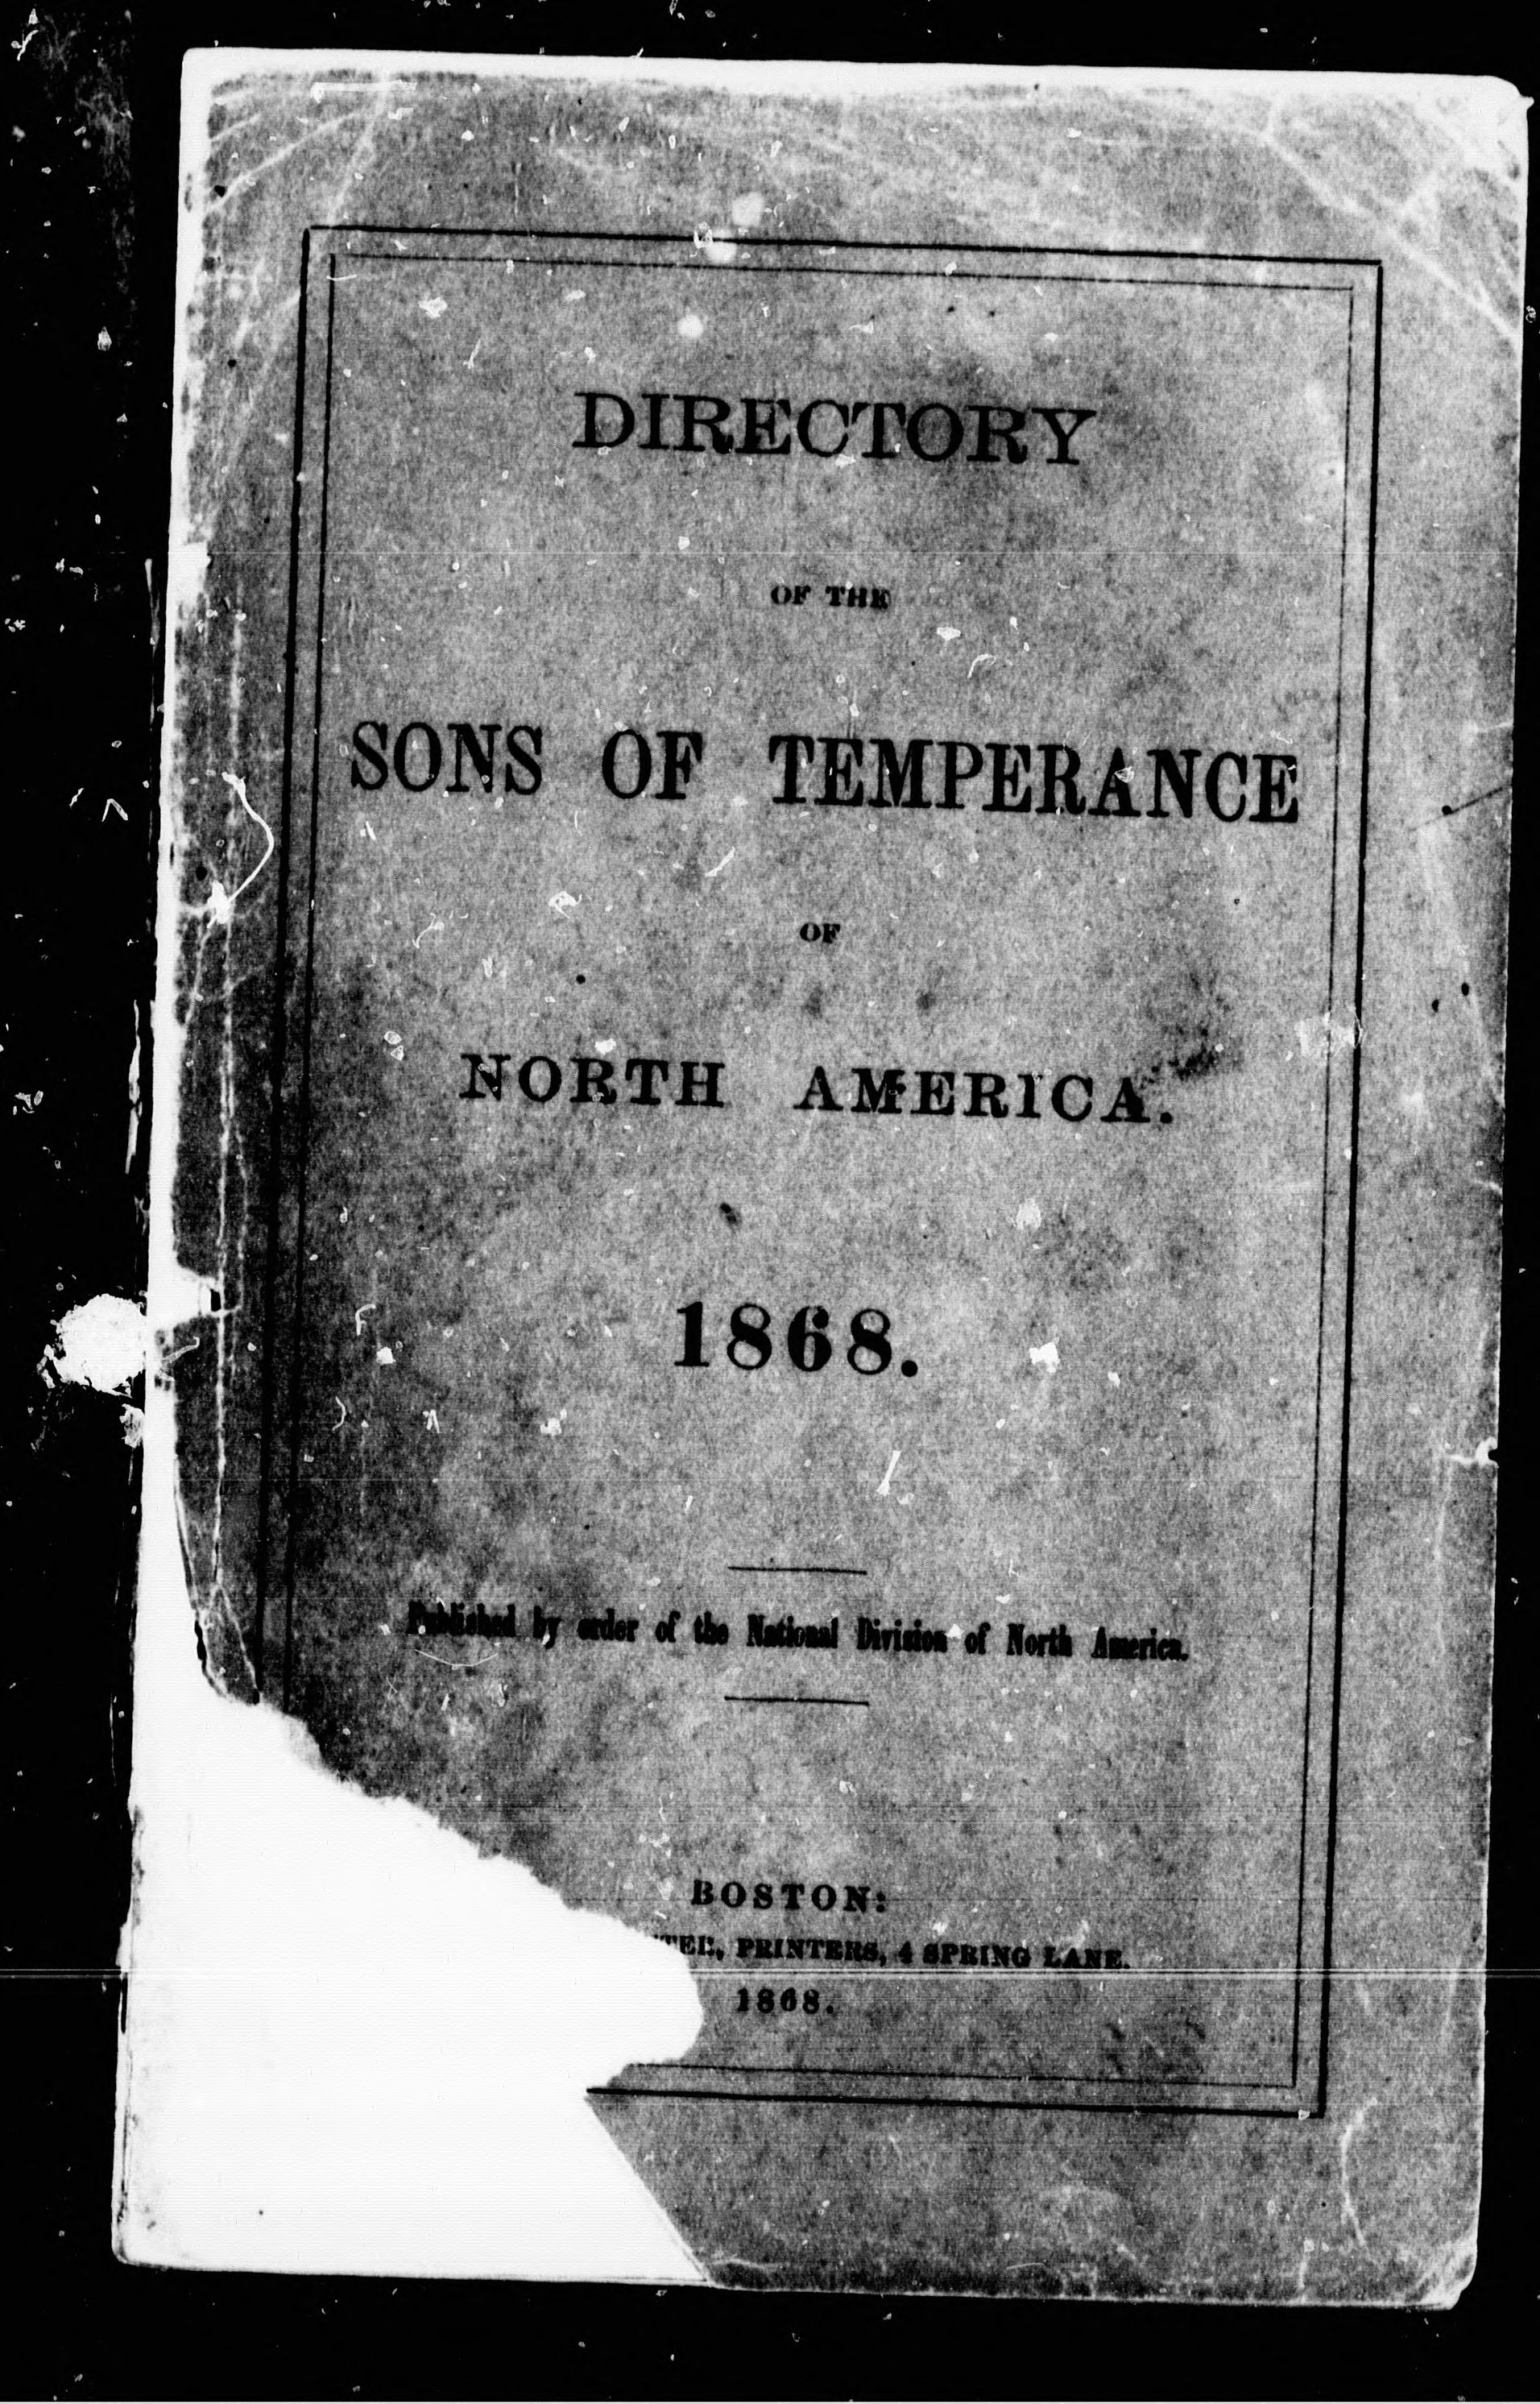 DIRECTORY
OF THE
SONS OF TEMPERANCE
OF
NORTH AMERICA.
1868.
Published by order of the National Division of North America.
BOSTON:
PRINTERS, 4 SPRING LANE.
1868.